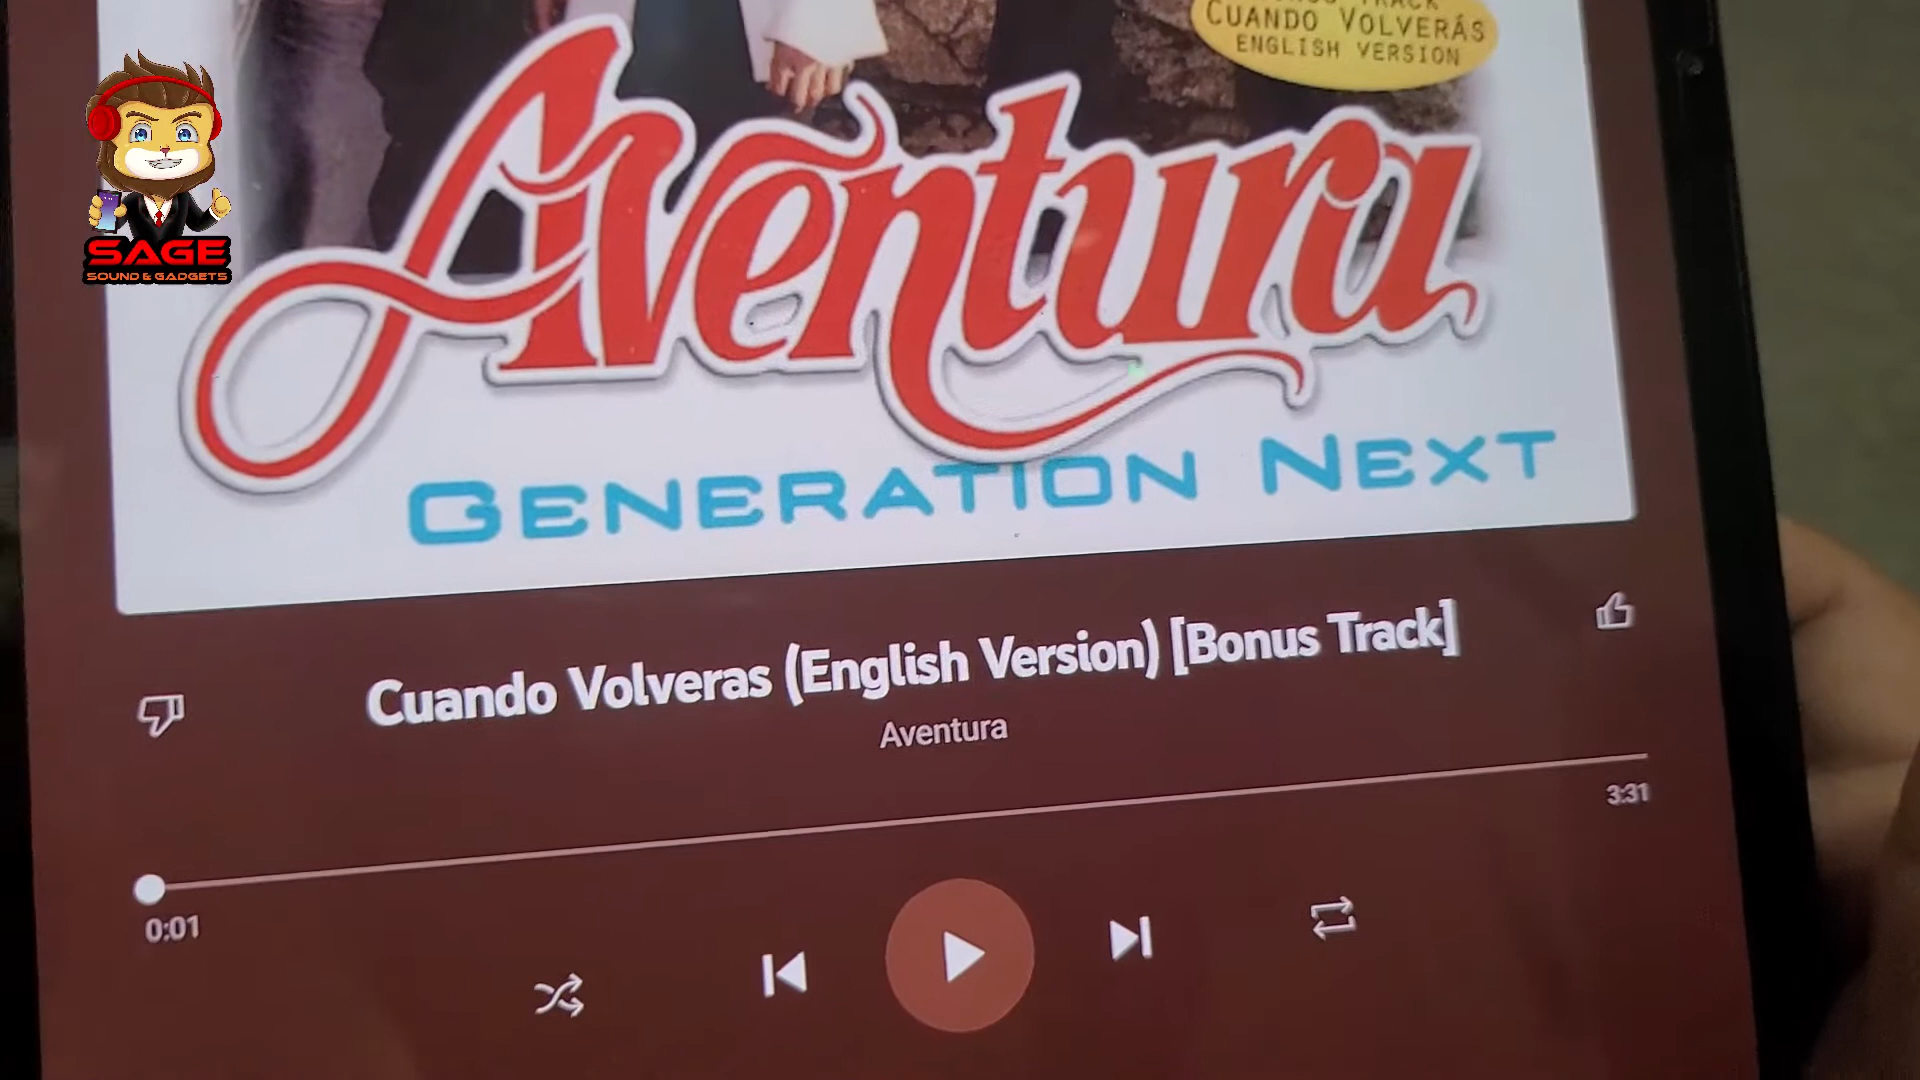 TRACK
CUANDO VOLVERÁS
ENGLISH VERSION
SAGE
SOUND & GADGETS
Aventura
GENERATION NEXT
Cuando Volveras (English Version) [Bonus Track]
Aventura
0:01
3:31